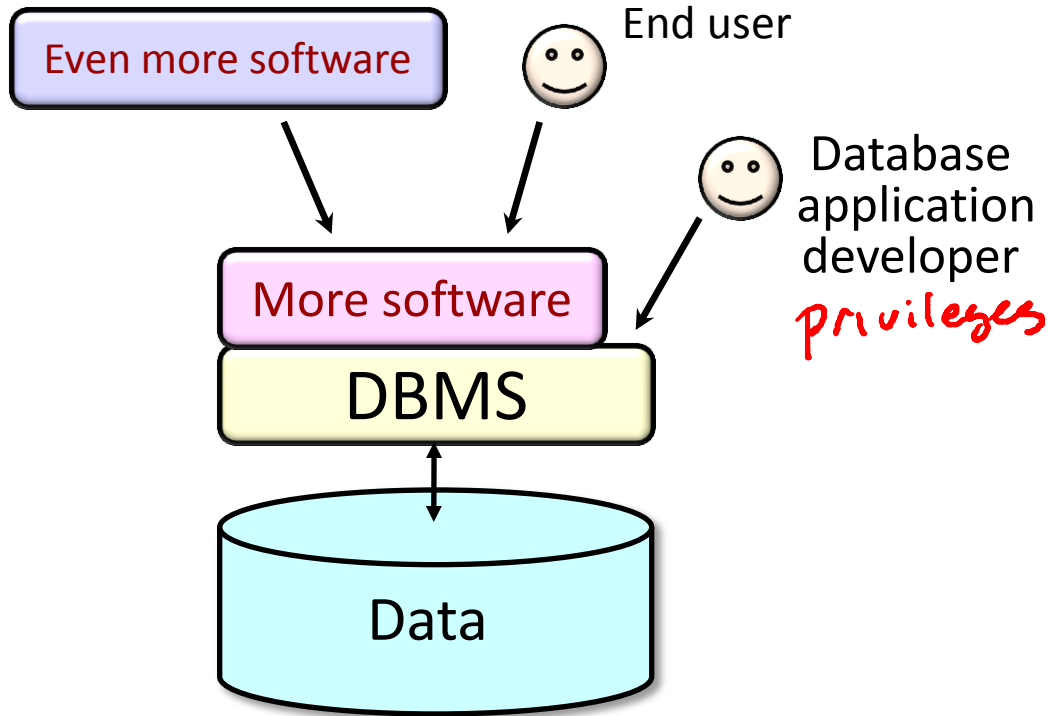 End user
Even more software
Database
application
developer
privileges
More software
DBMS
Data